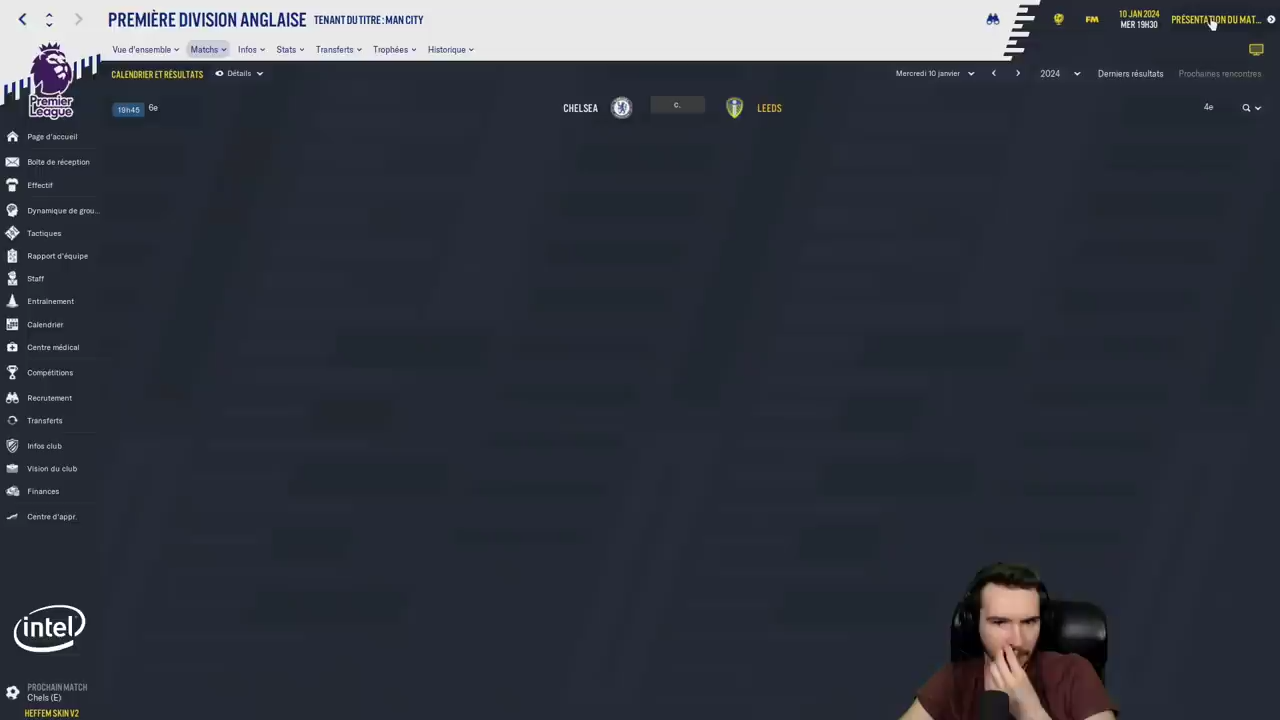 PREMIÈRE DIVISION ANGLAISE TENANT DU TITRE : MAN CITY
FM
10 JAN 2024
MER 19H30
PRÉSENTATION DU MAT...
Vue d'ensemble Matchs Infos Stats Transferts Trophées Historique
CALENDRIER ET RÉSULTATS Détails Mercredi 10 janvier 2024 Derniers résultats Prochaines rencontres
Premier
League
19h45 6e CHELSEA c. LEEDS 4e
Page d'accueil
Boîte de réception
Effectif
Dynamique de grou...
Tactiques
Rapport d'équipe
Staff
Entraînement
Calendrier
Centre médical
Compétitions
Recrutement
Transferts
Infos club
Vision du club
Finances
Centre d'appr.
intel
PROCHAIN MATCH
Chels (E)
HEFFEM SKIN V2